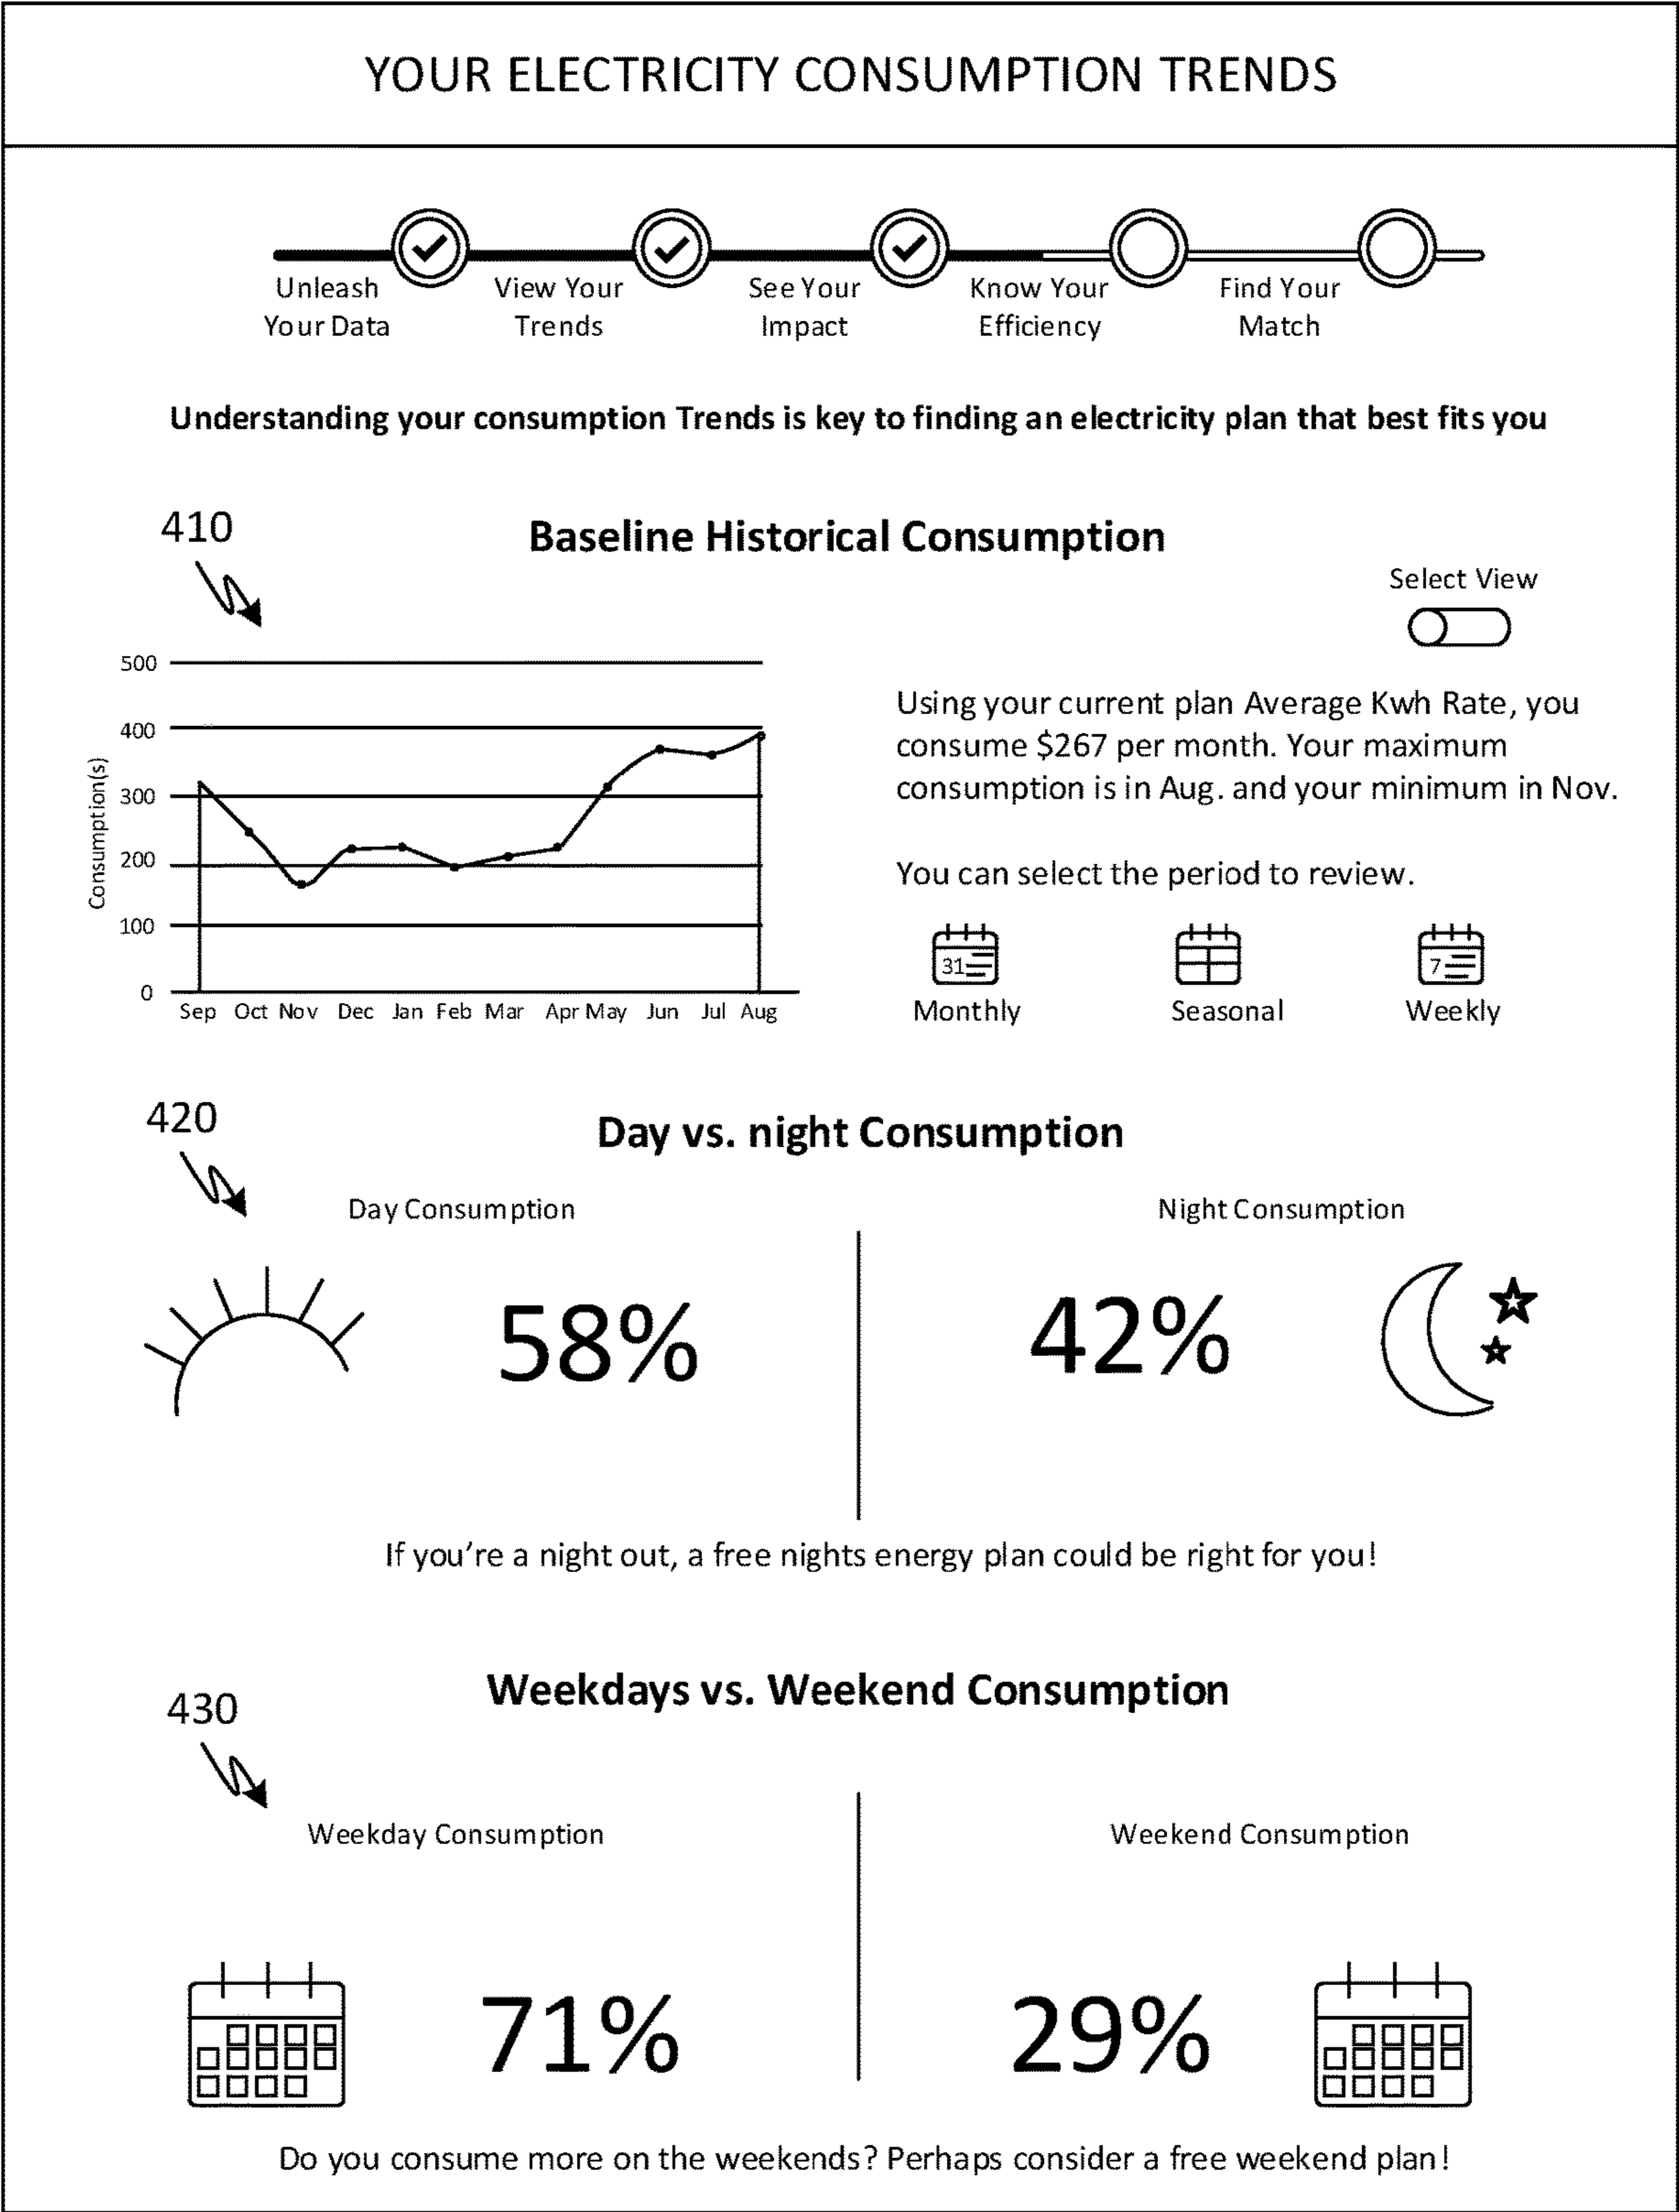 YOUR ELECTRICITY CONSUMPTION TRENDS
Unleash
Your Data
View Your
Trends
See Your
Impact
Know Your
Efficiency
Find Your
Match
Understanding your consumption Trends is key to finding an electricity plan that best fits you
410
Baseline Historical Consumption
Select View
Consumption(s)
500
400
300
200
100
0
Sep Oct Nov Dec Jan Feb Mar Apr May Jun Jul Aug
Using your current plan Average Kwh Rate, you
consume $267 per month. Your maximum
consumption is in Aug. and your minimum in Nov.
You can select the period to review.
31
Monthly
Seasonal
7
Weekly
420
Day vs. night Consumption
Day Consumption
58%
Night Consumption
42%
If you're a night out, a free nights energy plan could be right for you!
430
Weekdays vs. Weekend Consumption
Weekday Consumption
71%
Weekend Consumption
29%
Do you consume more on the weekends? Perhaps consider a free weekend plan!